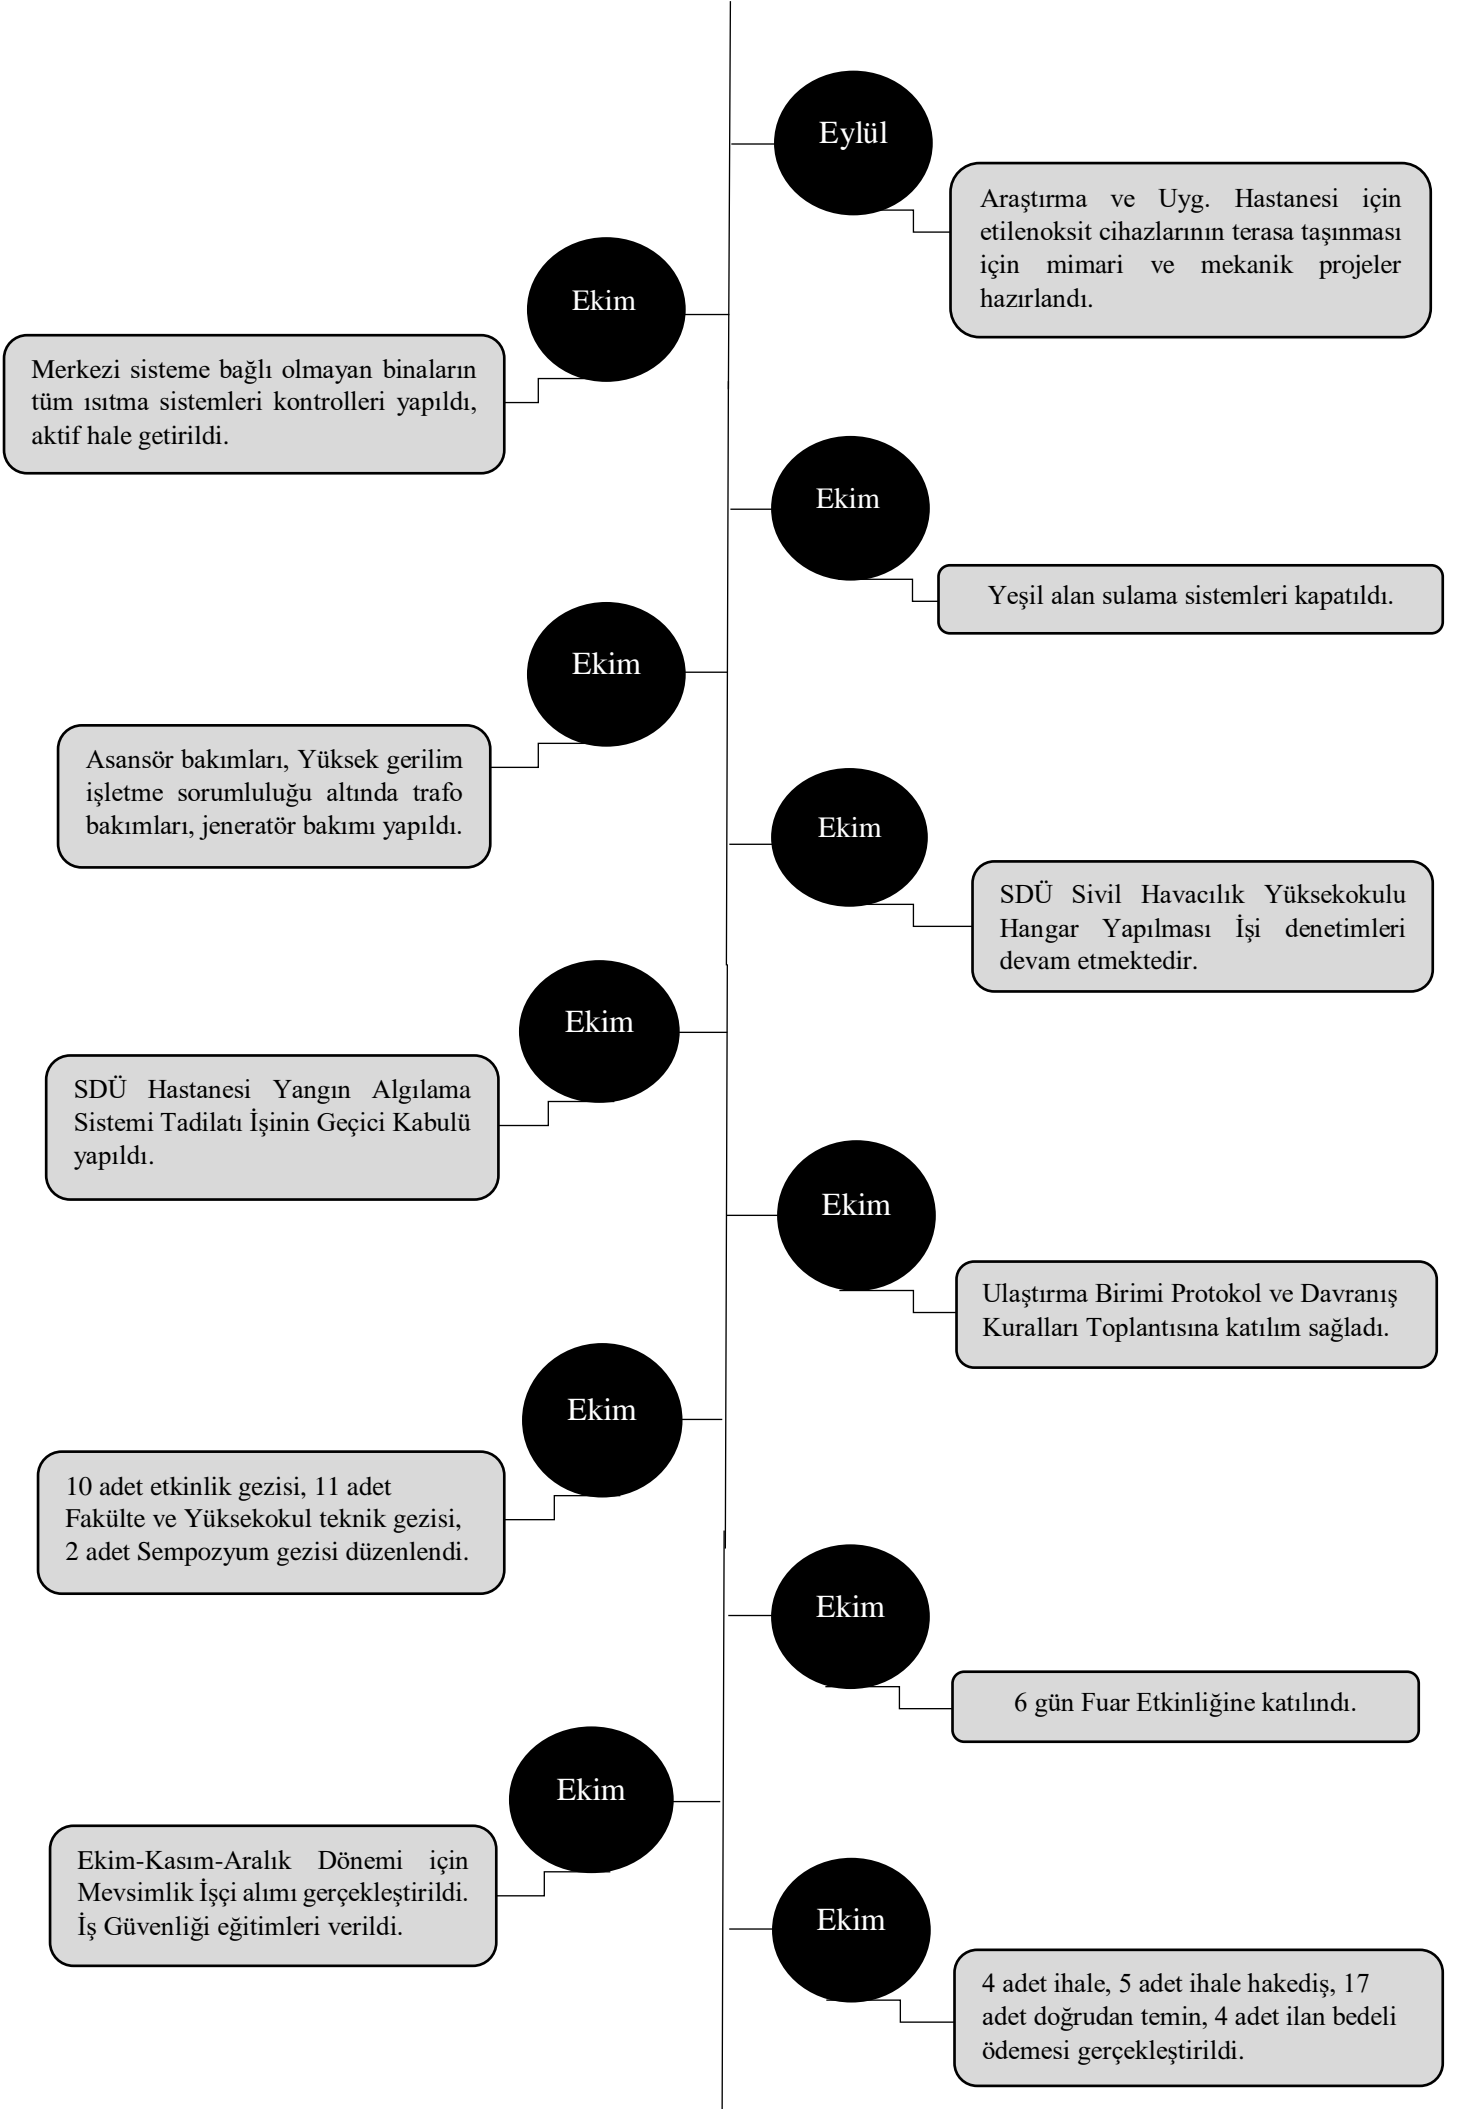 Eylül
Araştırma ve Uyg. Hastanesi için
etilenoksit cihazlarının terasa taşınması
için mimari ve mekanik projeler
hazırlandı.
Ekim
Merkezi sisteme bağlı olmayan binaların
tüm ısıtma sistemleri kontrolleri yapıldı,
aktif hale getirildi.
Ekim
Yeşil alan sulama sistemleri kapatıldı.
Ekim
Asansör bakımları, Yüksek gerilim
işletme sorumluluğu altında trafo
bakımları, jeneratör bakımı yapıldı.
Ekim
SDÜ Sivil Havacılık Yüksekokulu
Hangar Yapılması İşi denetimleri
devam etmektedir.
Ekim
SDÜ Hastanesi Yangın Algılama
Sistemi Tadilatı İşinin Geçici Kabulü
yapıldı.
Ekim
Ulaştırma Birimi Protokol ve Davranış
Kuralları Toplantısına katılım sağladı.
Ekim
10 adet etkinlik gezisi, 11 adet
Fakülte ve Yüksekokul teknik gezisi,
2 adet Sempozyum gezisi düzenlendi.
Ekim
6 gün Fuar Etkinliğine katılındı.
Ekim
Ekim-Kasım-Aralık Dönemi için
Mevsimlik İşçi alımı gerçekleştirildi.
İş Güvenliği eğitimleri verildi.
Ekim
4 adet ihale, 5 adet ihale hakediş, 17
adet doğrudan temin, 4 adet ilan bedeli
ödemesi gerçekleştirildi.